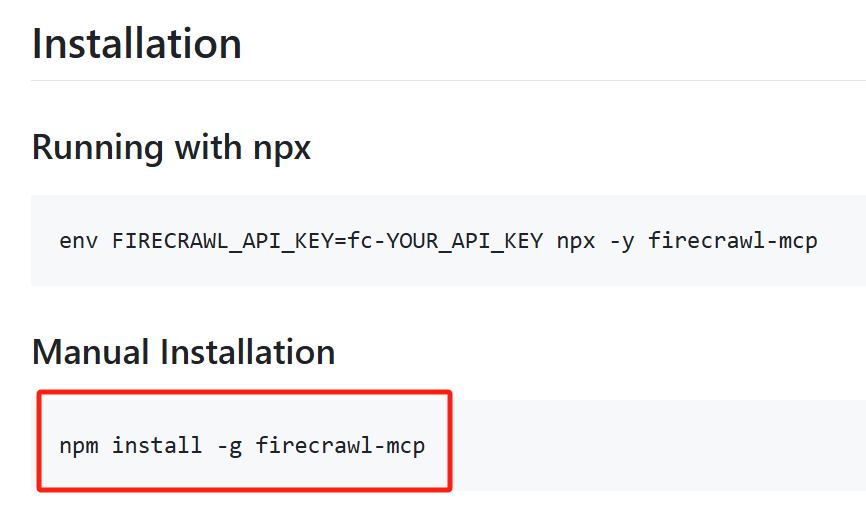 Installation
Running with npx
env FIRECRAWL_API_KEY=fc-YOUR_API_KEY npx -y firecrawl-mcp
Manual Installation
npm install -g firecrawl-mcp